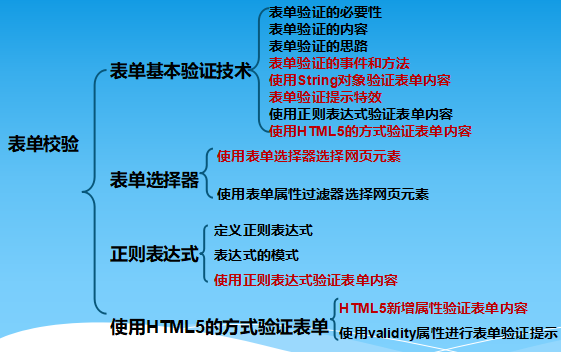 表单校验
表单基本验证技术
表单验证的必要性
表单验证的内容
表单验证的思路
表单验证的事件和方法
使用String对象验证表单内容
表单验证提示特效
使用正则表达式验证表单内容
使用HTML5的方式验证表单内容
表单选择器
使用表单选择器选择网页元素
使用表单属性过滤器选择网页元素
正则表达式
定义正则表达式
表达式的模式
使用正则表达式验证表单内容
使用HTML5的方式验证表单
HTML5新增属性验证表单内容
使用validity属性进行表单验证提示